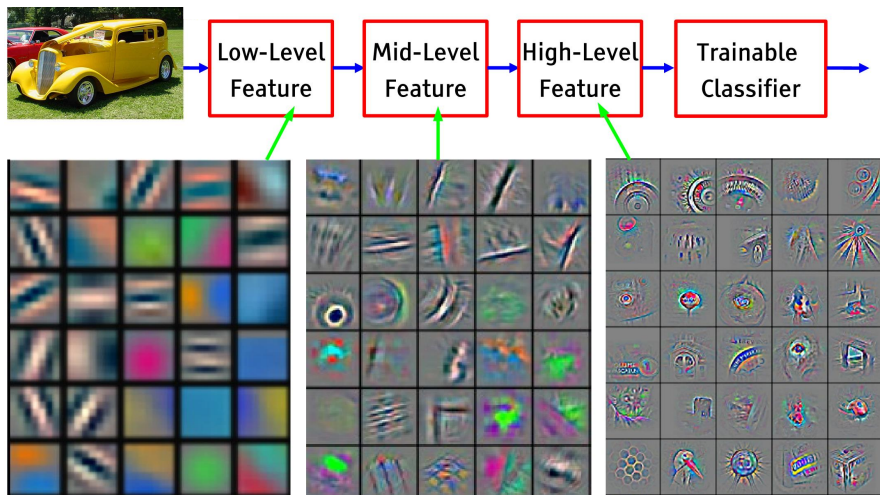 Low-Level
Feature
Mid-Level
Feature
High-Level
Feature
Trainable
Classifier